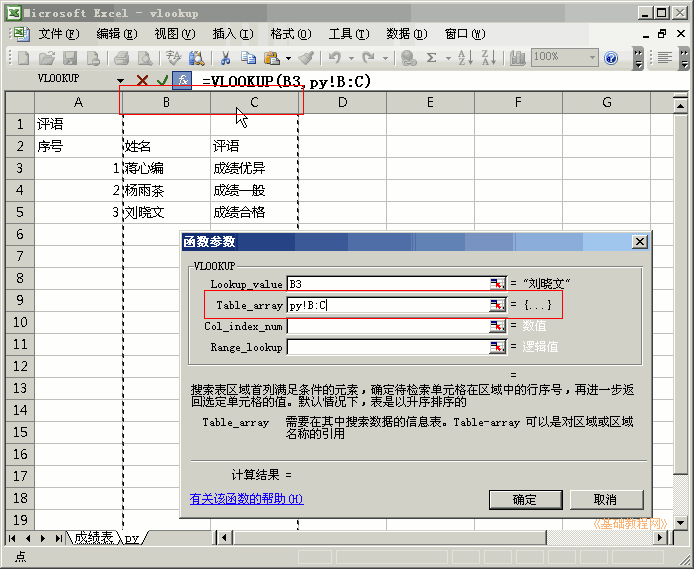 Microsoft Excel - vlookup
文件(F) 编辑(E) 视图(V) 插入(I) 格式(O) 工具(T) 数据(D) 窗口(W)
100%
VLOOKUP =VLOOKUP(B3,py!B:C)
A B C D E F G
1 评语
2 序号 姓名 评语
3 1 蒋心编 成绩优异
4 2 杨雨茶 成绩一般
5 3 刘晓文 成绩合格
6
7
8
9
10
11
12
13
14
15
16
17
18
19
函数参数
VLOOKUP
Lookup_value B3 = "刘晓文"
Table_array py!B:C = {...}
Col_index_num = 数值
Range_lookup = 逻辑值
=
搜索表区域首列满足条件的元素，确定待检索单元格在区域中的行序号，再进一步返
回选定单元格的值。默认情况下，表是以升序排序的
Table_array 需要在其中搜索数据的信息表。Table-array 可以是对区域或区域
名称的引用
计算结果 =
有关该函数的帮助(H)
确定 取消
《基础教程网》
成绩表 py
点